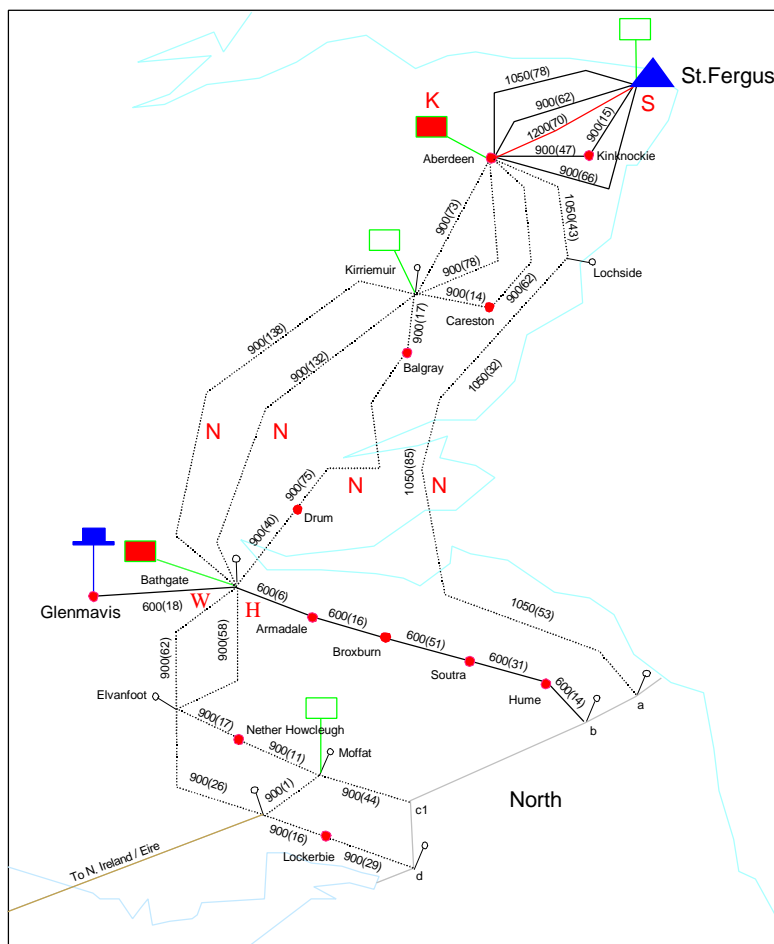 St.Fergus
1050(78)
900(62)
K
1200(70)
S
900(15)
Aberdeen
900(47)
Kinknockie
900(66)
900(73)
1050(43)
Kirriemuir
900(78)
Lochside
900(62)
900(14)
Careston
900(17)
900(138)
900(132)
Balgray
1050(32)
N
N
1050(85)
N
N
900(75)
Drum
900(40)
Bathgate
Glenmavis
600(18)
W
H
600(6)
Armadale
600(16)
Broxburn
600(51)
Soutra
600(31)
Hume
600(14)
1050(53)
a
b
900(62)
900(58)
Elvanfoot
900(17)
Nether Howcleugh
900(11)
Moffat
900(26)
900(1)
900(44)
c1
North
900(16)
Lockerbie
900(29)
d
To N. Ireland / Eire